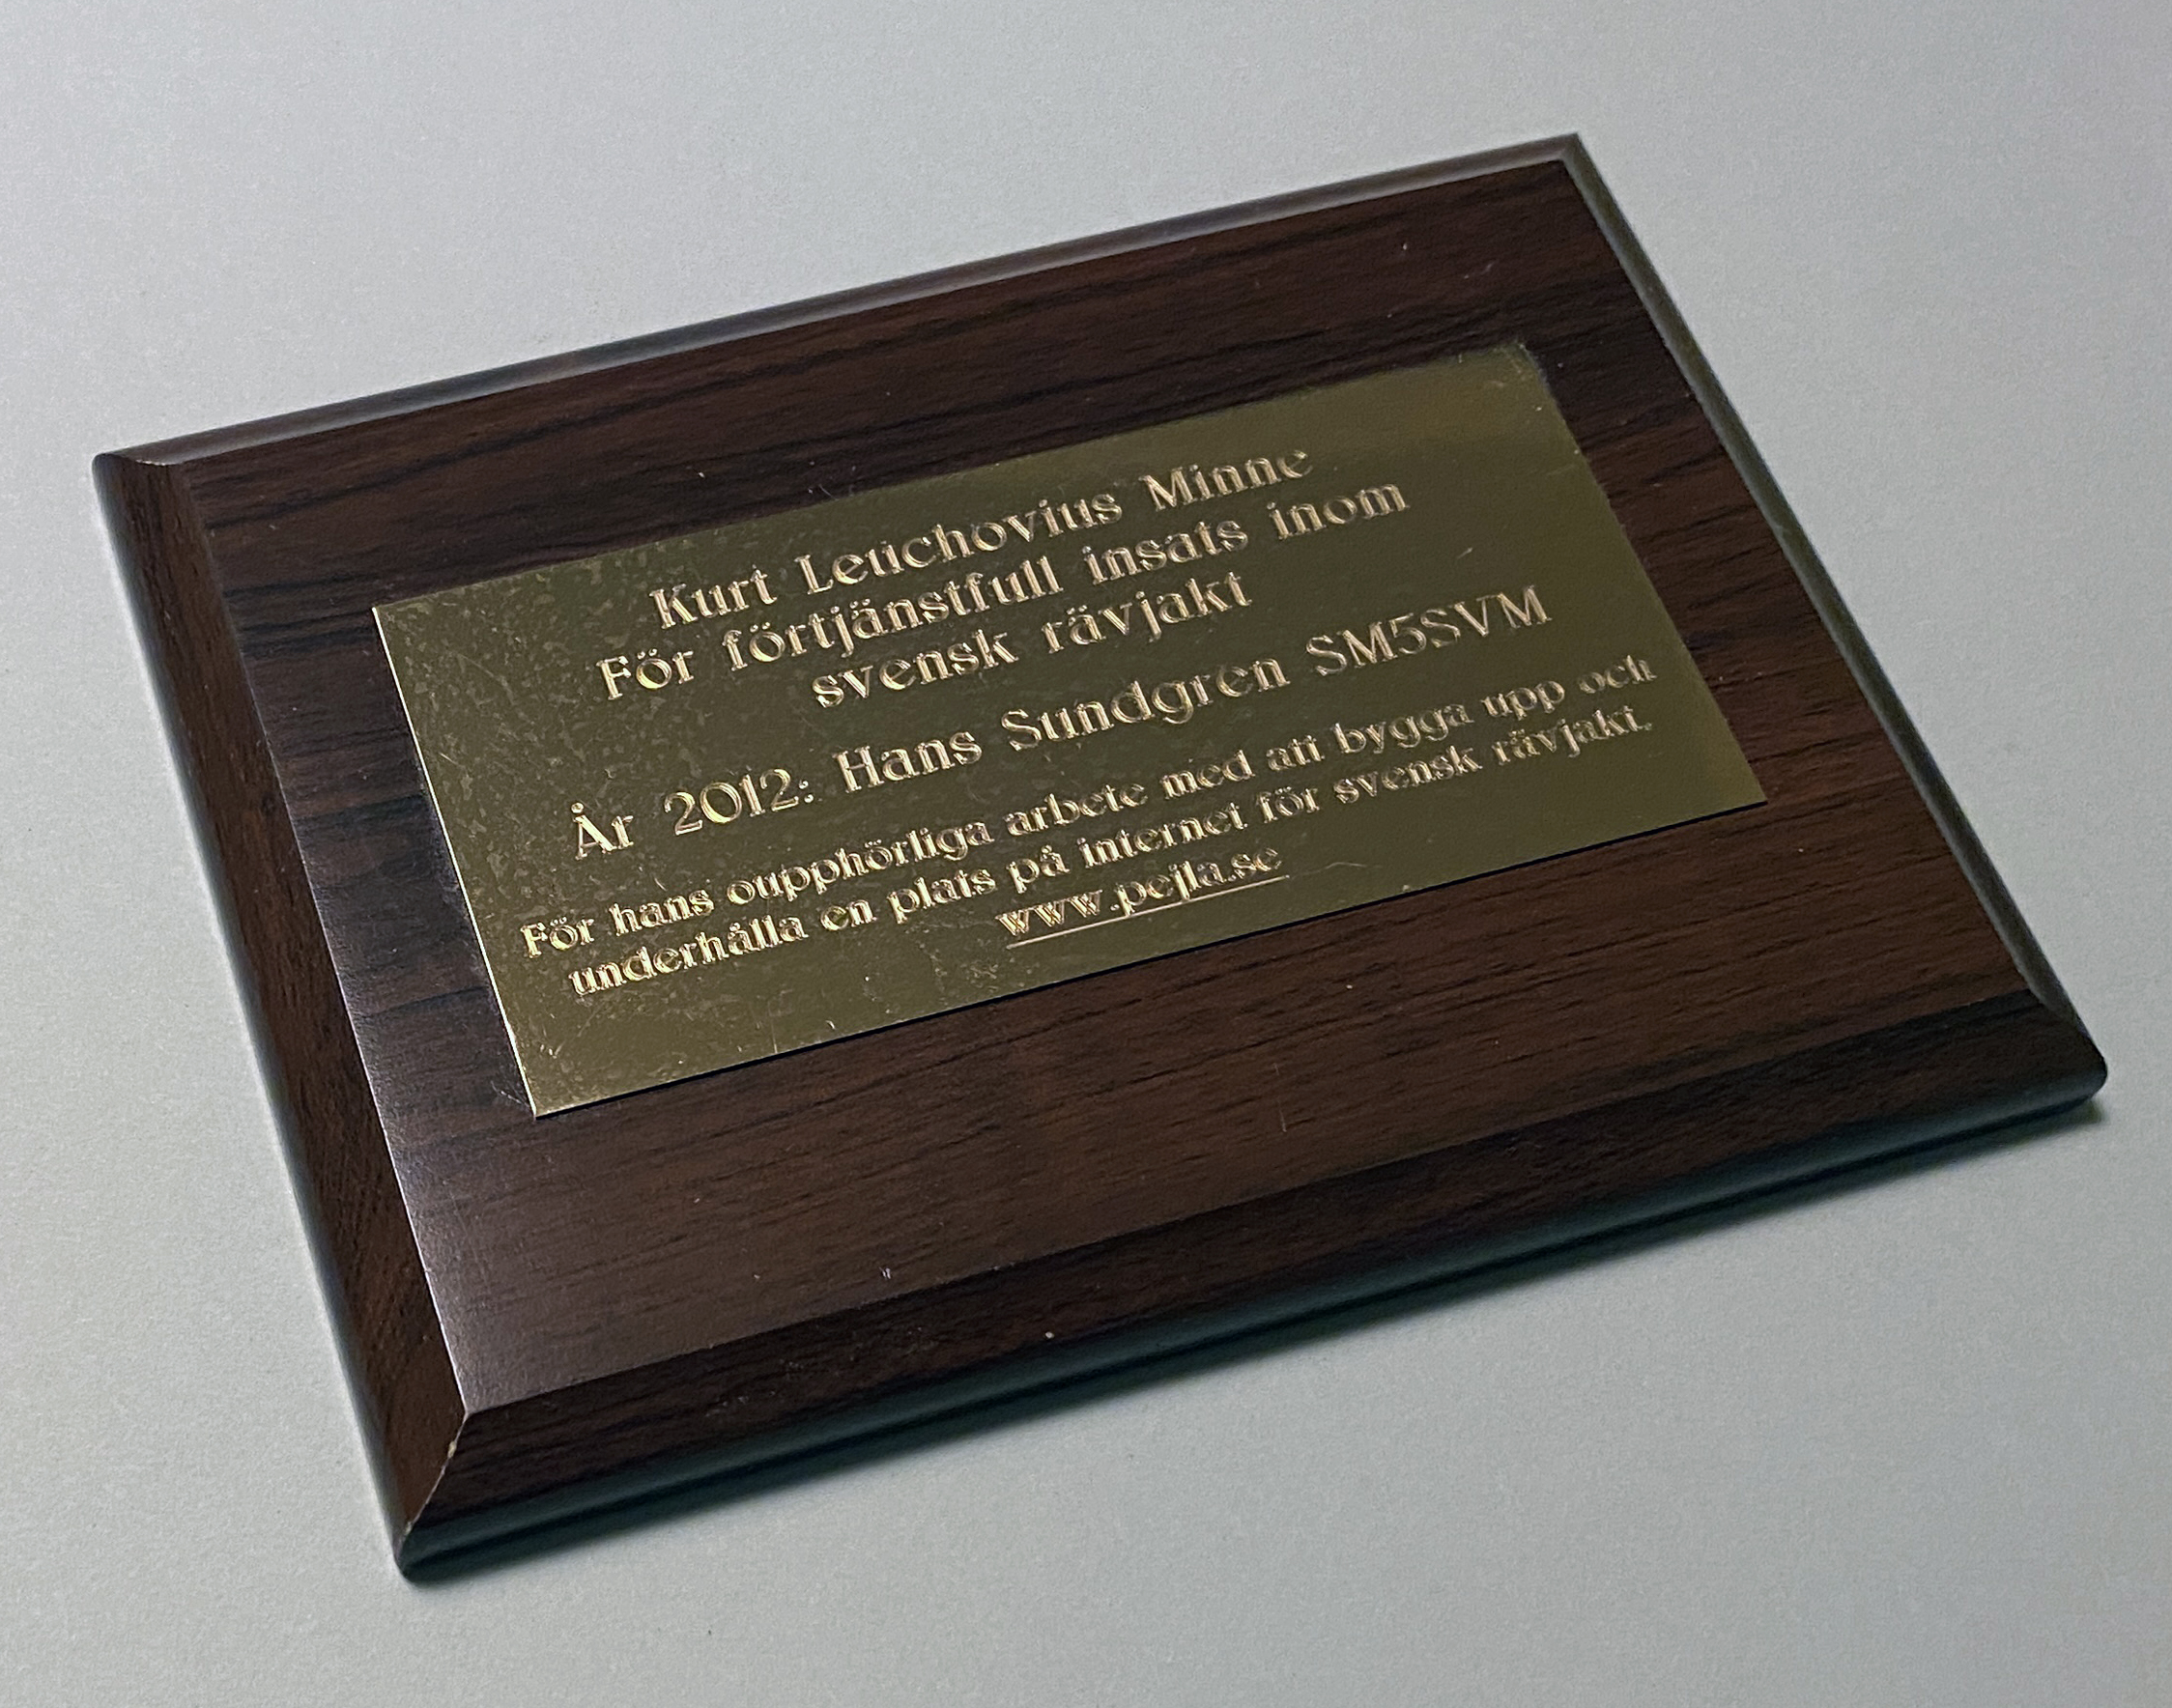 Kurt Leuchovius Minne
För förtjänstfull insats inom
svensk rävjakt
År 2012: Hans Sundgren SM5SVM
För hans oupphörliga arbete med att bygga upp och
underhålla en plats på internet för svensk rävjakt.
www.pejla.se